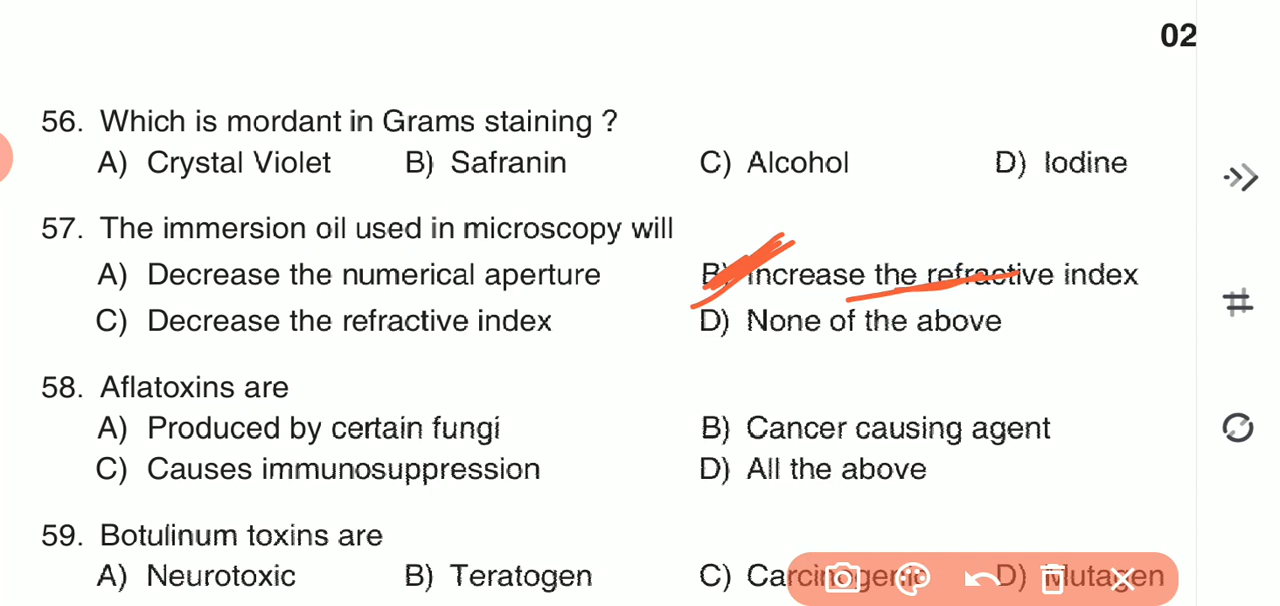 02
56. Which is mordant in Grams staining ?
A) Crystal Violet B) Safranin C) Alcohol D) Iodine
57. The immersion oil used in microscopy will
A) Decrease the numerical aperture B) Increase the refractive index
C) Decrease the refractive index D) None of the above
58. Aflatoxins are
A) Produced by certain fungi B) Cancer causing agent
C) Causes immunosuppression D) All the above
59. Botulinum toxins are
A) Neurotoxic B) Teratogen C) Carcinogenic D) Mutagen